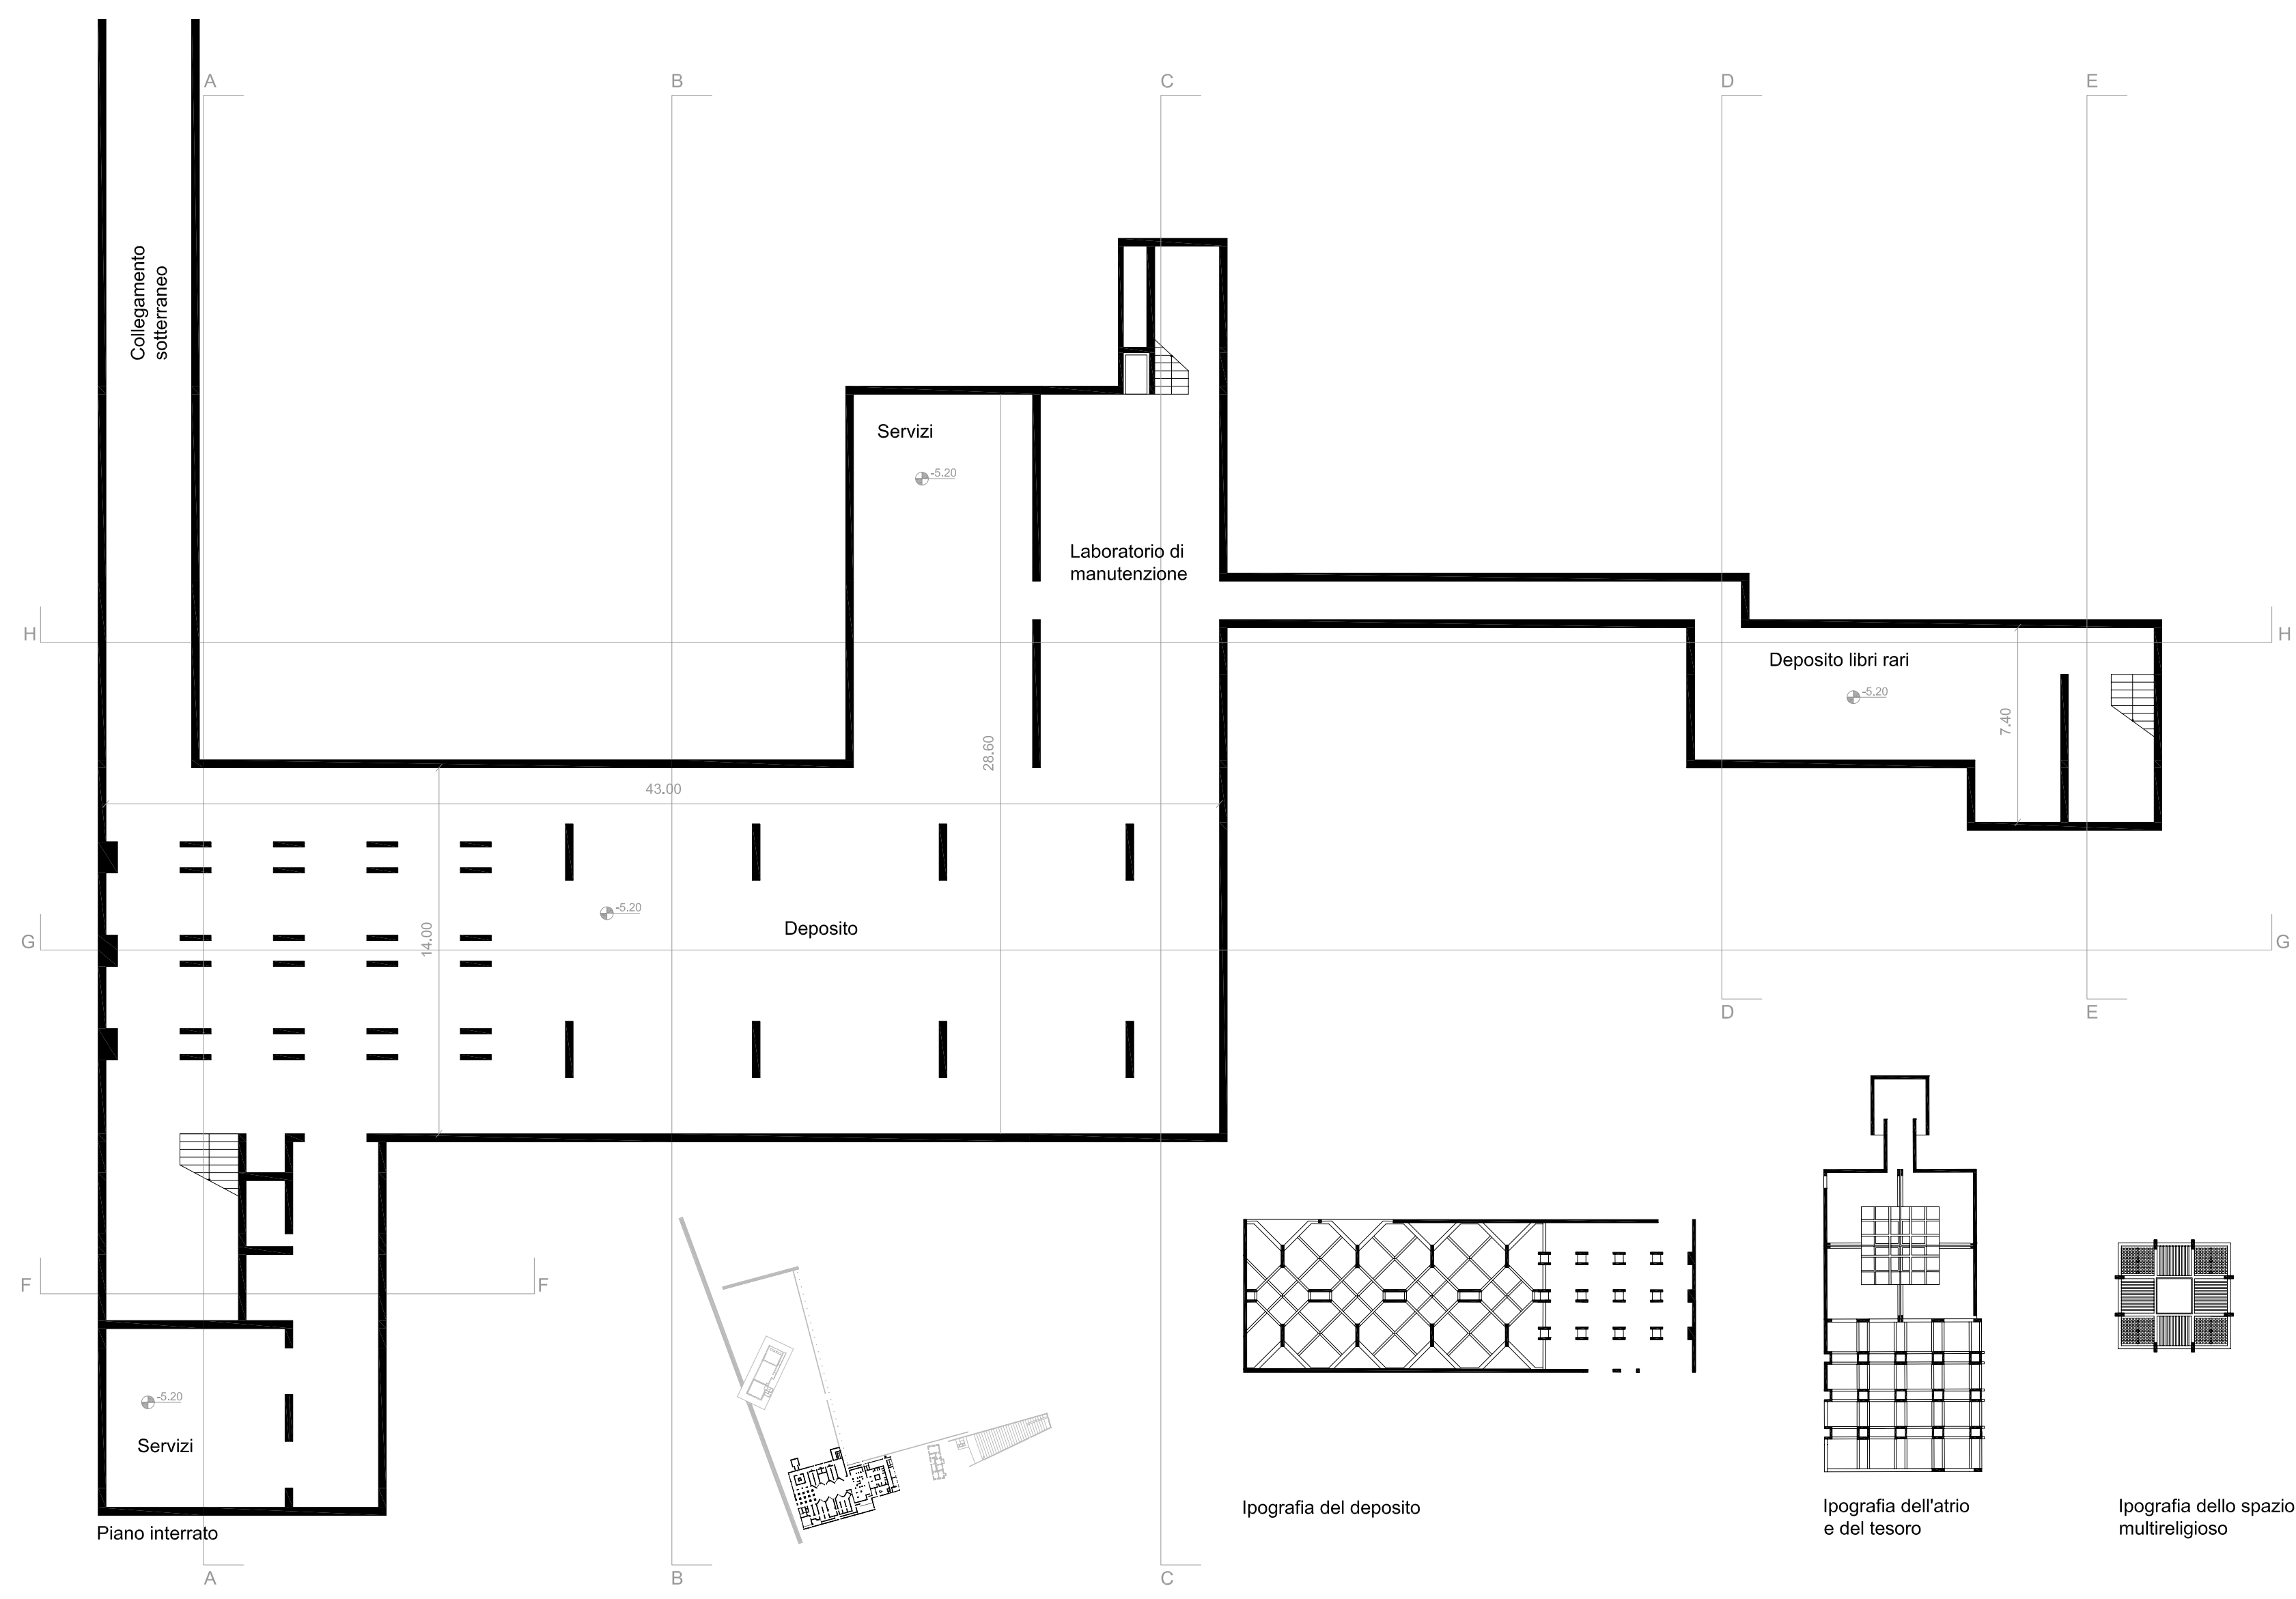 A
B
C
D
E
Collegamento
sotterraneo
Servizi
-5.20
Laboratorio di
manutenzione
H
H
Deposito libri rari
-5.20
7.40
28.60
43.00
-5.20
Deposito
14.00
G
G
D
E
F
F
-5.20
Servizi
Piano interrato
Ipografia del deposito
Ipografia dell'atrio
e del tesoro
Ipografia dello spazio
multireligioso
A
B
C